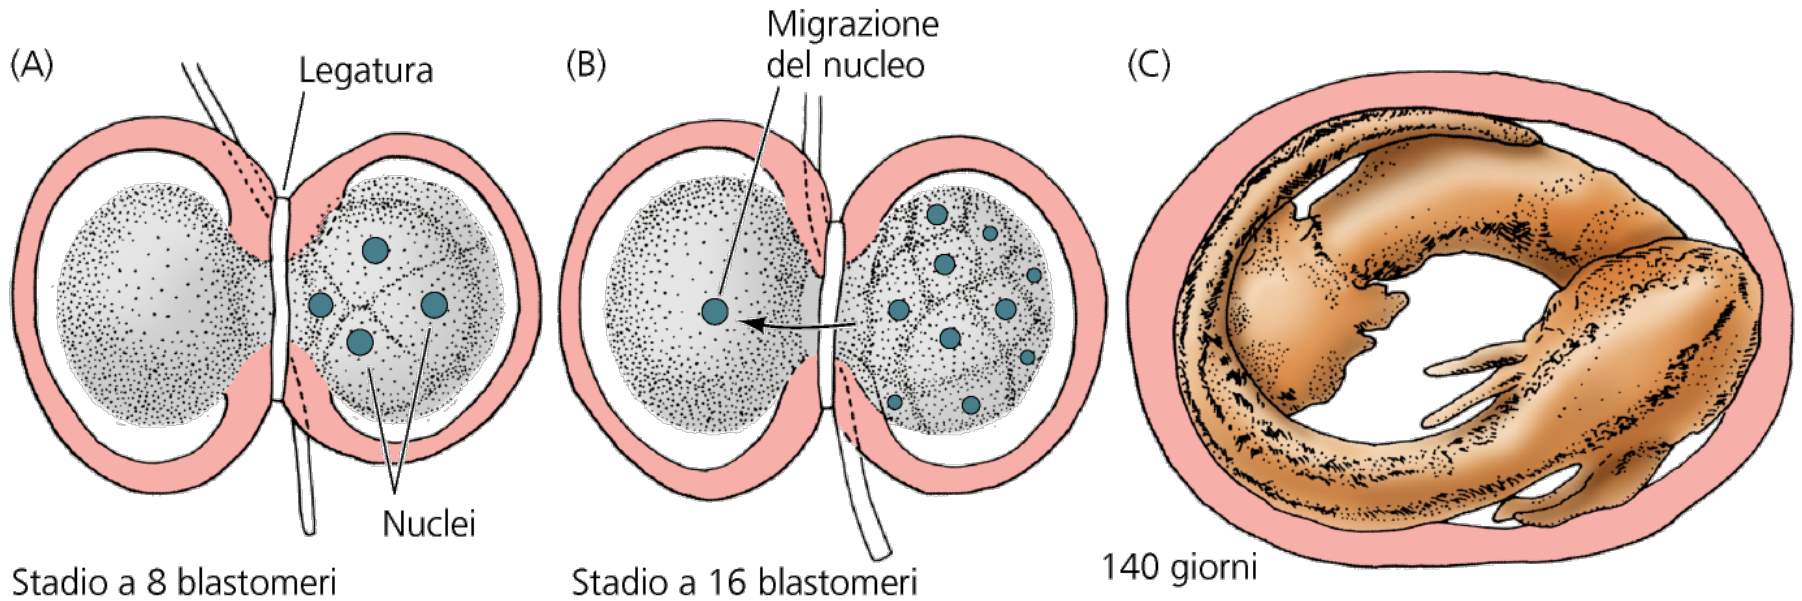 (A)
Legatura
Nuclei
Stadio a 8 blastomeri
(B)
Migrazione
del nucleo
Stadio a 16 blastomeri
(C)
140 giorni